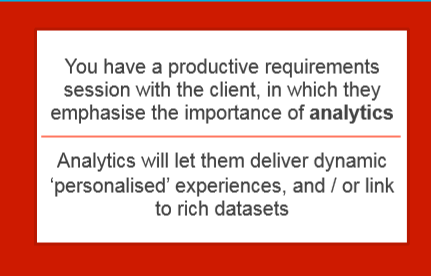 You have a productive requirements
session with the client, in which they
emphasise the importance of analytics
Analytics will let them deliver dynamic
‘personalised’ experiences, and / or link
to rich datasets